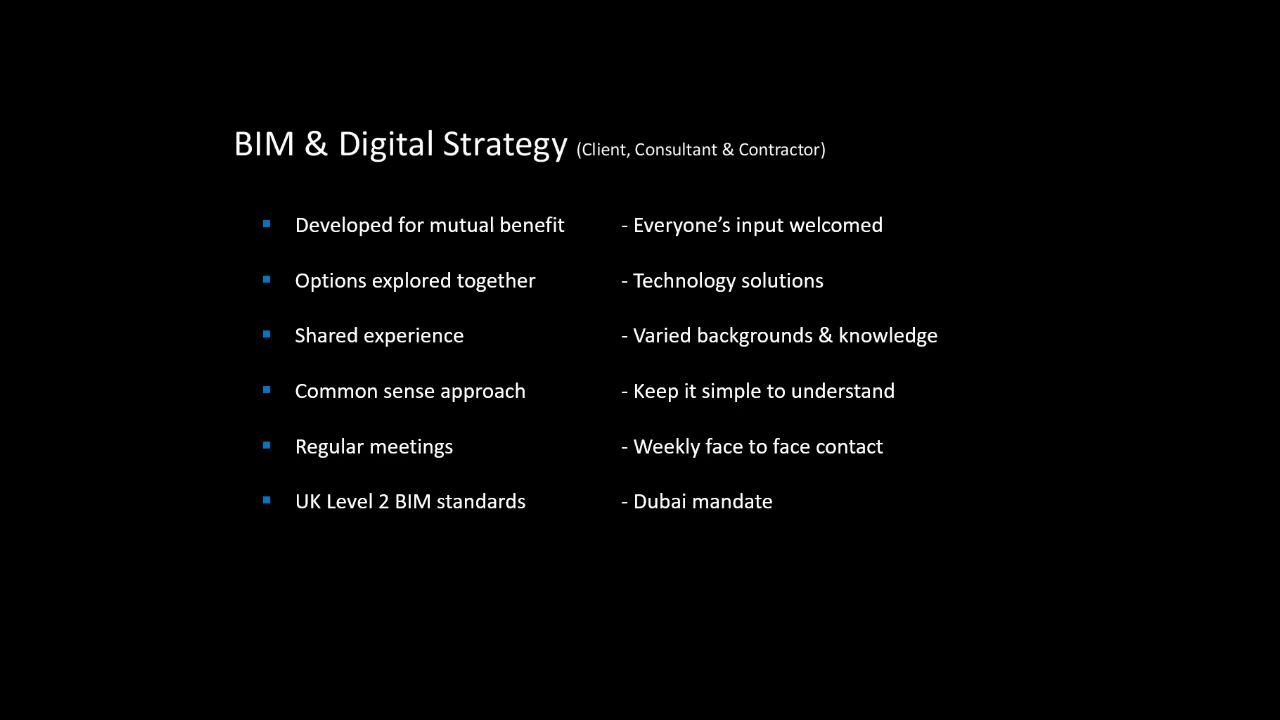 BIM & Digital Strategy (Client, Consultant & Contractor)
▪ Developed for mutual benefit - Everyone’s input welcomed
▪ Options explored together - Technology solutions
▪ Shared experience - Varied backgrounds & knowledge
▪ Common sense approach - Keep it simple to understand
▪ Regular meetings - Weekly face to face contact
▪ UK Level 2 BIM standards - Dubai mandate